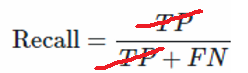 Recall = TP / (TP + FN)